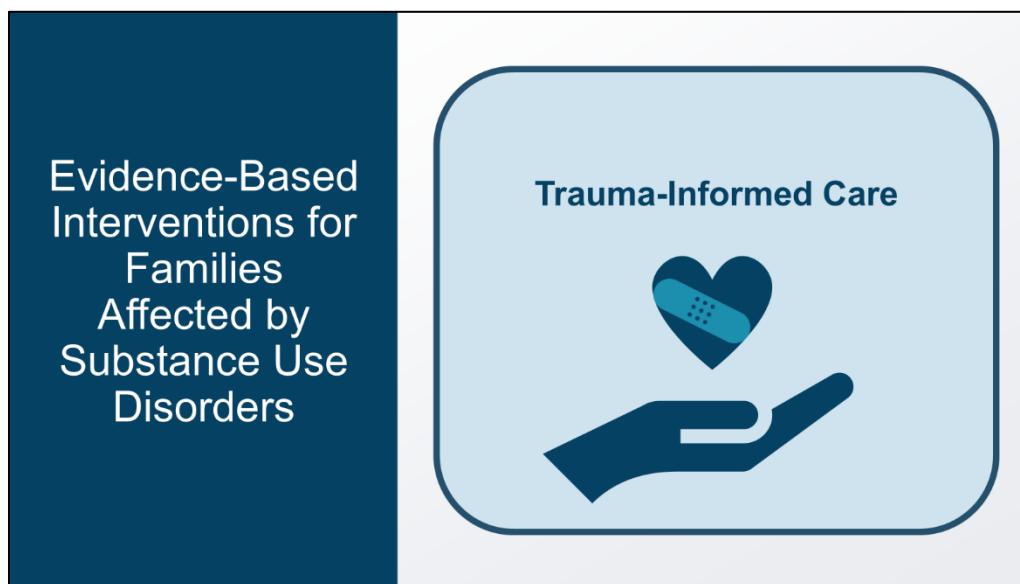 Evidence-Based
Interventions for
Families
Affected by
Substance Use
Disorders
Trauma-Informed Care